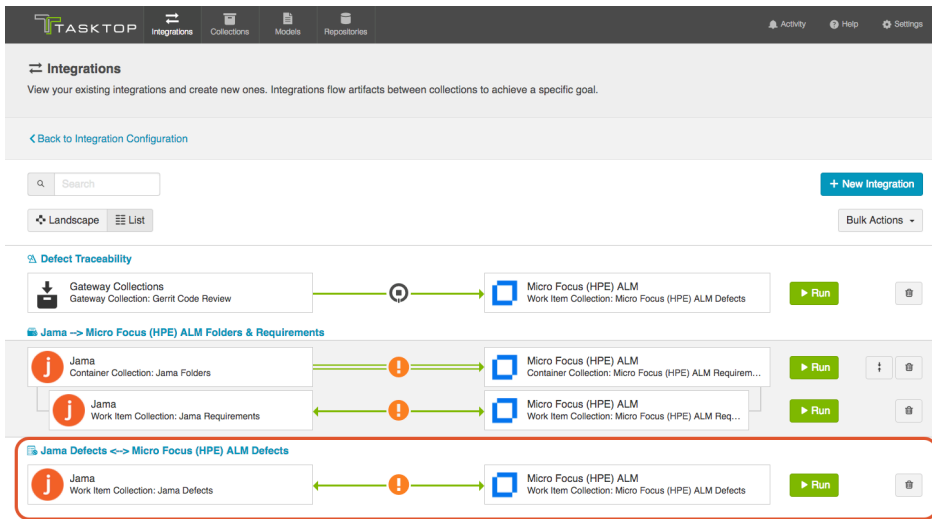 TASKTOP
Integrations
Collections
Models
Repositories
Activity
Help
Settings
Integrations
View your existing integrations and create new ones. Integrations flow artifacts between collections to achieve a specific goal.
Back to Integration Configuration
Search
+ New Integration
Landscape
List
Bulk Actions
Defect Traceability
Gateway Collections
Gateway Collection: Gerrit Code Review
Micro Focus (HPE) ALM
Work Item Collection: Micro Focus (HPE) ALM Defects
Run
Jama –> Micro Focus (HPE) ALM Folders & Requirements
j
Jama
Container Collection: Jama Folders
Micro Focus (HPE) ALM
Container Collection: Micro Focus (HPE) ALM Requirem...
Run
j
Jama
Work Item Collection: Jama Requirements
Micro Focus (HPE) ALM
Work Item Collection: Micro Focus (HPE) ALM Req...
Run
Jama Defects <--> Micro Focus (HPE) ALM Defects
j
Jama
Work Item Collection: Jama Defects
Micro Focus (HPE) ALM
Work Item Collection: Micro Focus (HPE) ALM Defects
Run